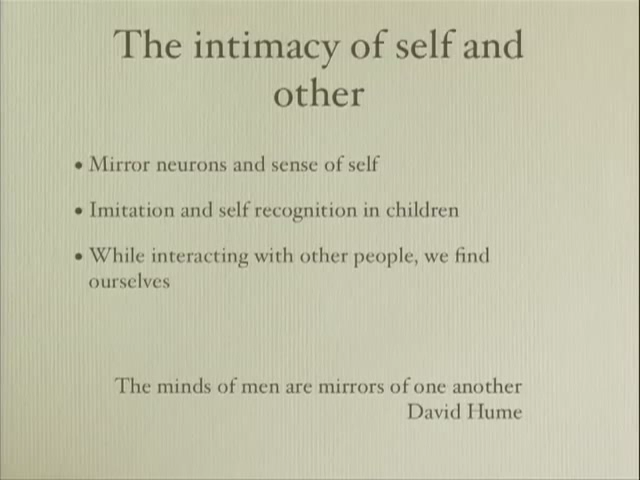 The intimacy of self and
other
• Mirror neurons and sense of self
• Imitation and self recognition in children
• While interacting with other people, we find
ourselves
The minds of men are mirrors of one another
David Hume